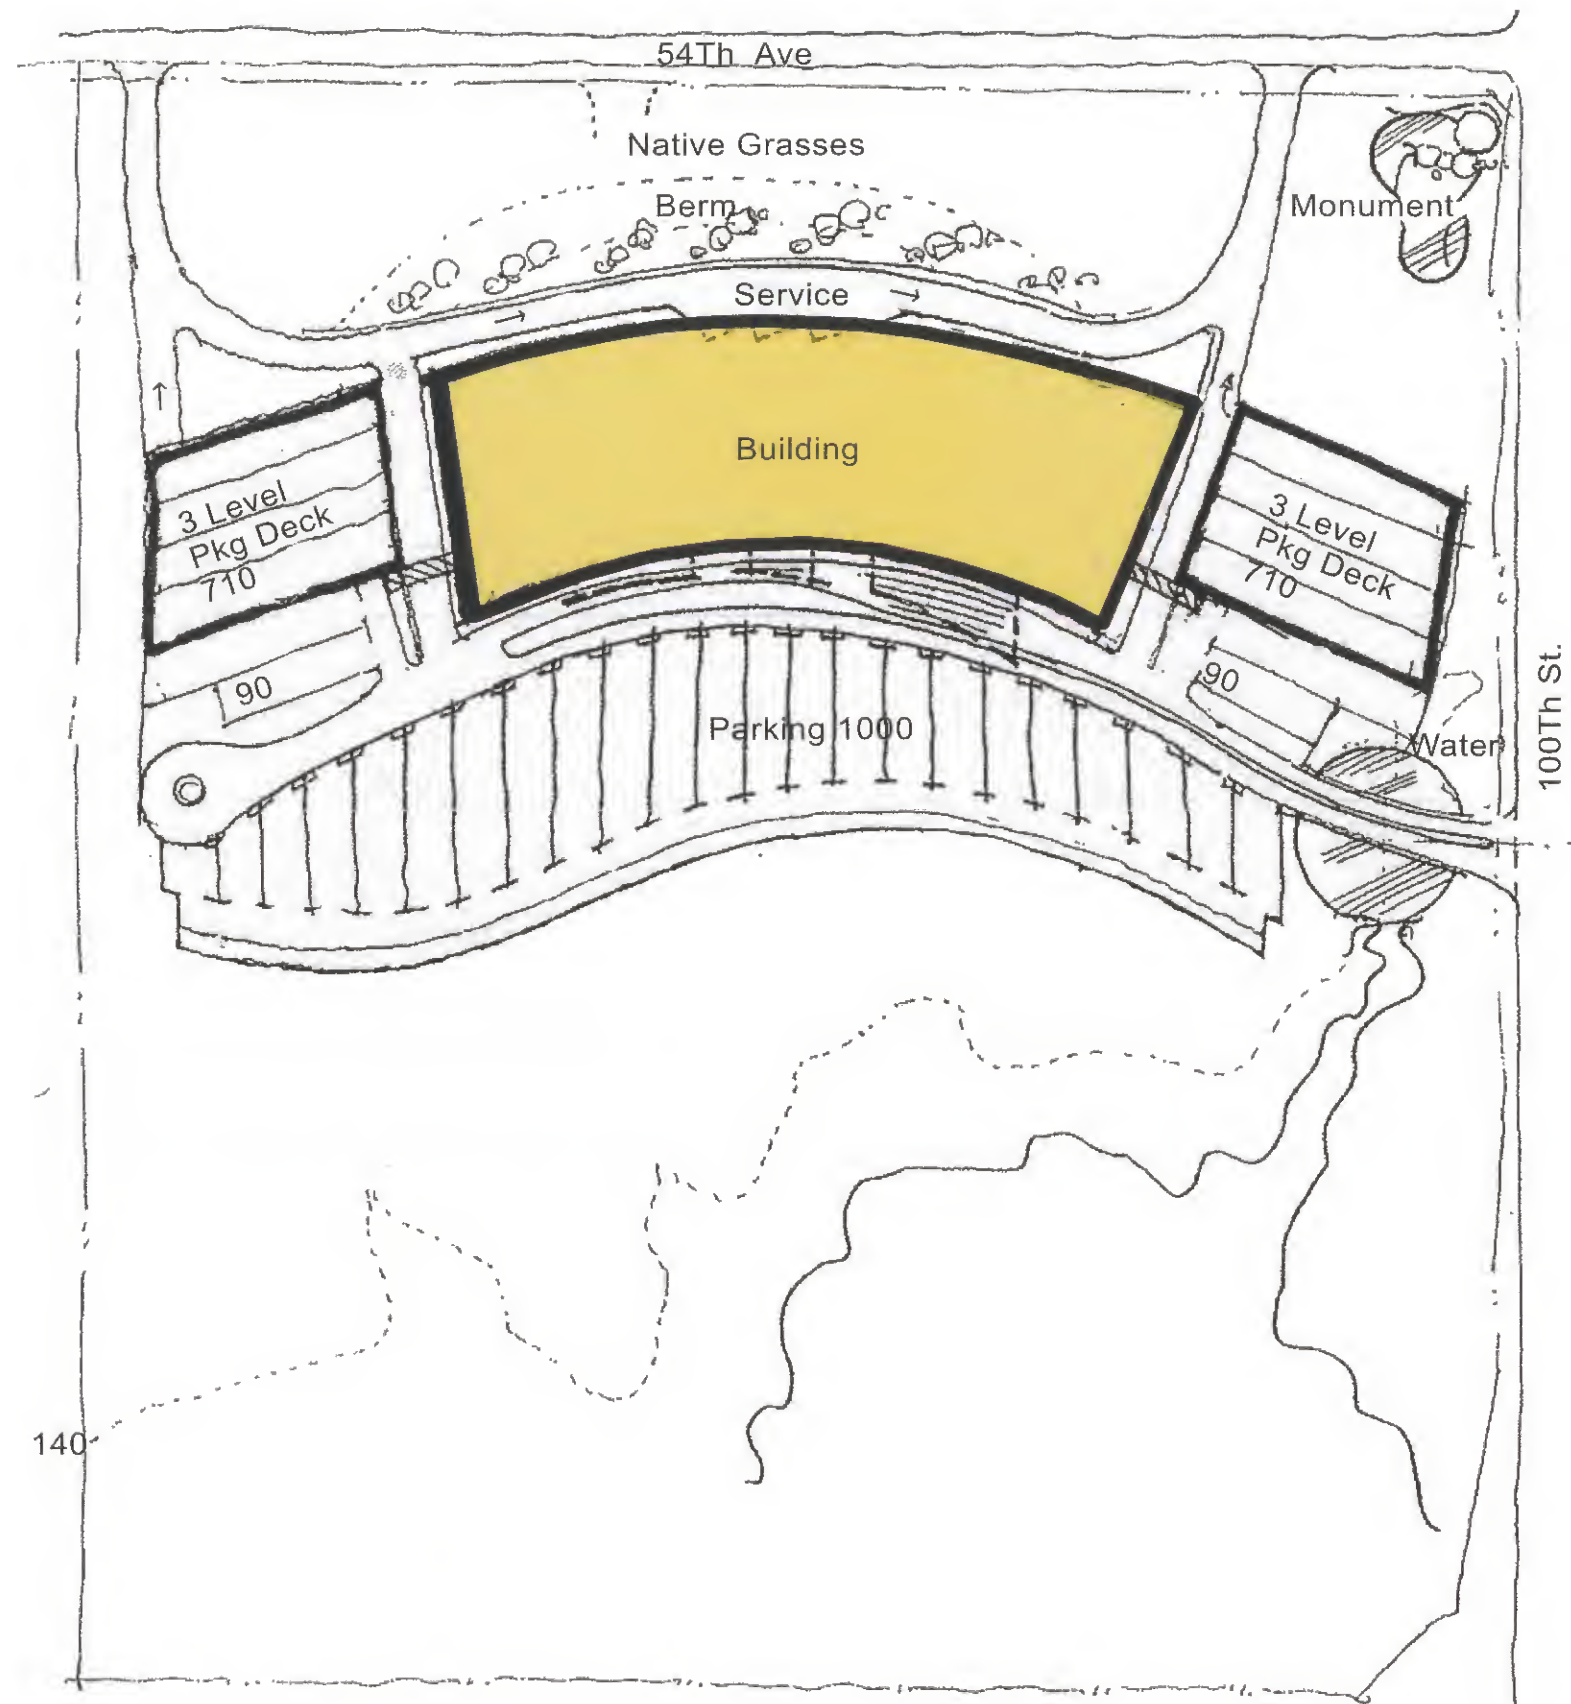 54Th Ave
Native Grasses
Berm
Monument
Service
Building
3 Level
Pkg Deck
710
3 Level
Pkg Deck
710
90
90
Parking 1000
Water
100Th St.
140